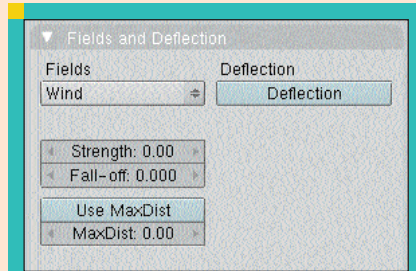 Fields and Deflection
Fields
Deflection
Wind
Deflection
Strength: 0.00
Fall-off: 0.000
Use MaxDist
MaxDist: 0.00